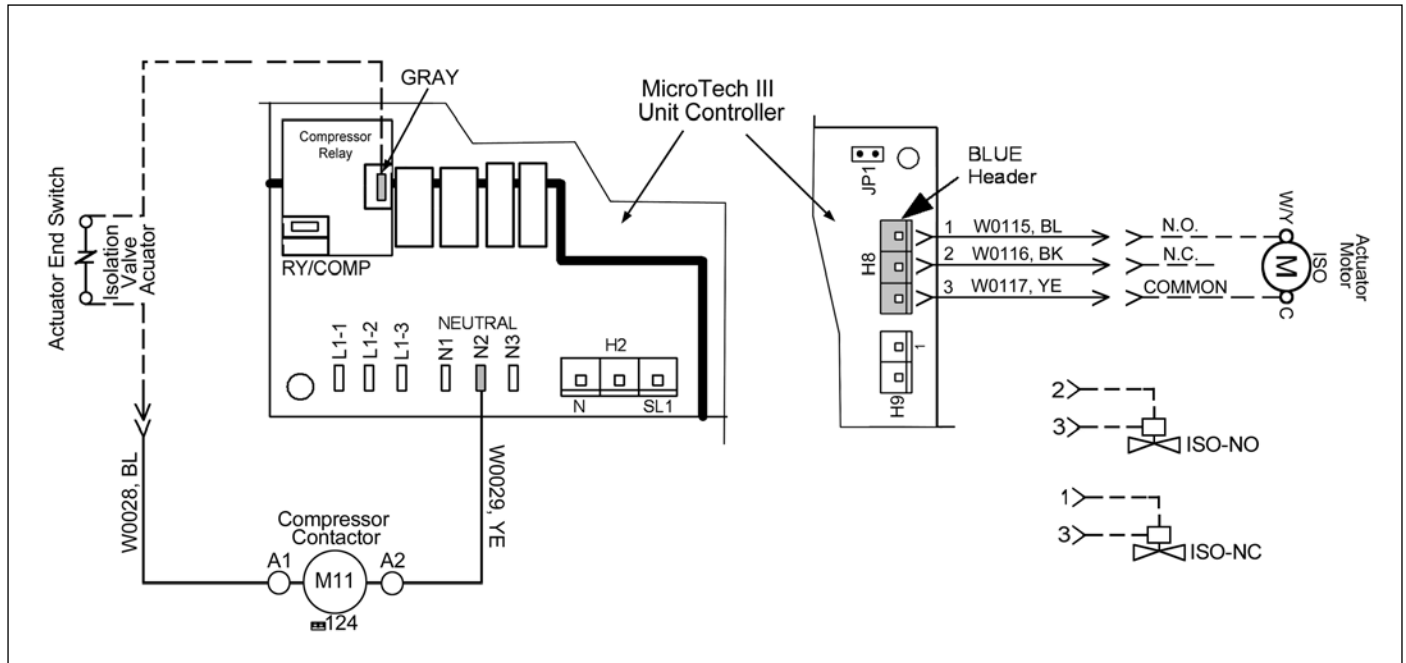 GRAY
MicroTech III
Unit Controller
Compressor
Relay
RY/COMP
Actuator End Switch
Isolation
Valve
Acuator
L1-1
L1-2
L1-3
NEUTRAL
N1
N2
N3
H2
N
SL1
W0028, BL
W0029, YE
Compressor
Contactor
A1
M11
A2
124
JP1
BLUE
Header
H8
1
W0115, BL
N.O.
2
W0116, BK
N.C.
3
W0117, YE
COMMON
W/Y
M
ISO
C
Actuator
Motor
1
H9
2
3
ISO-NO
1
3
ISO-NC